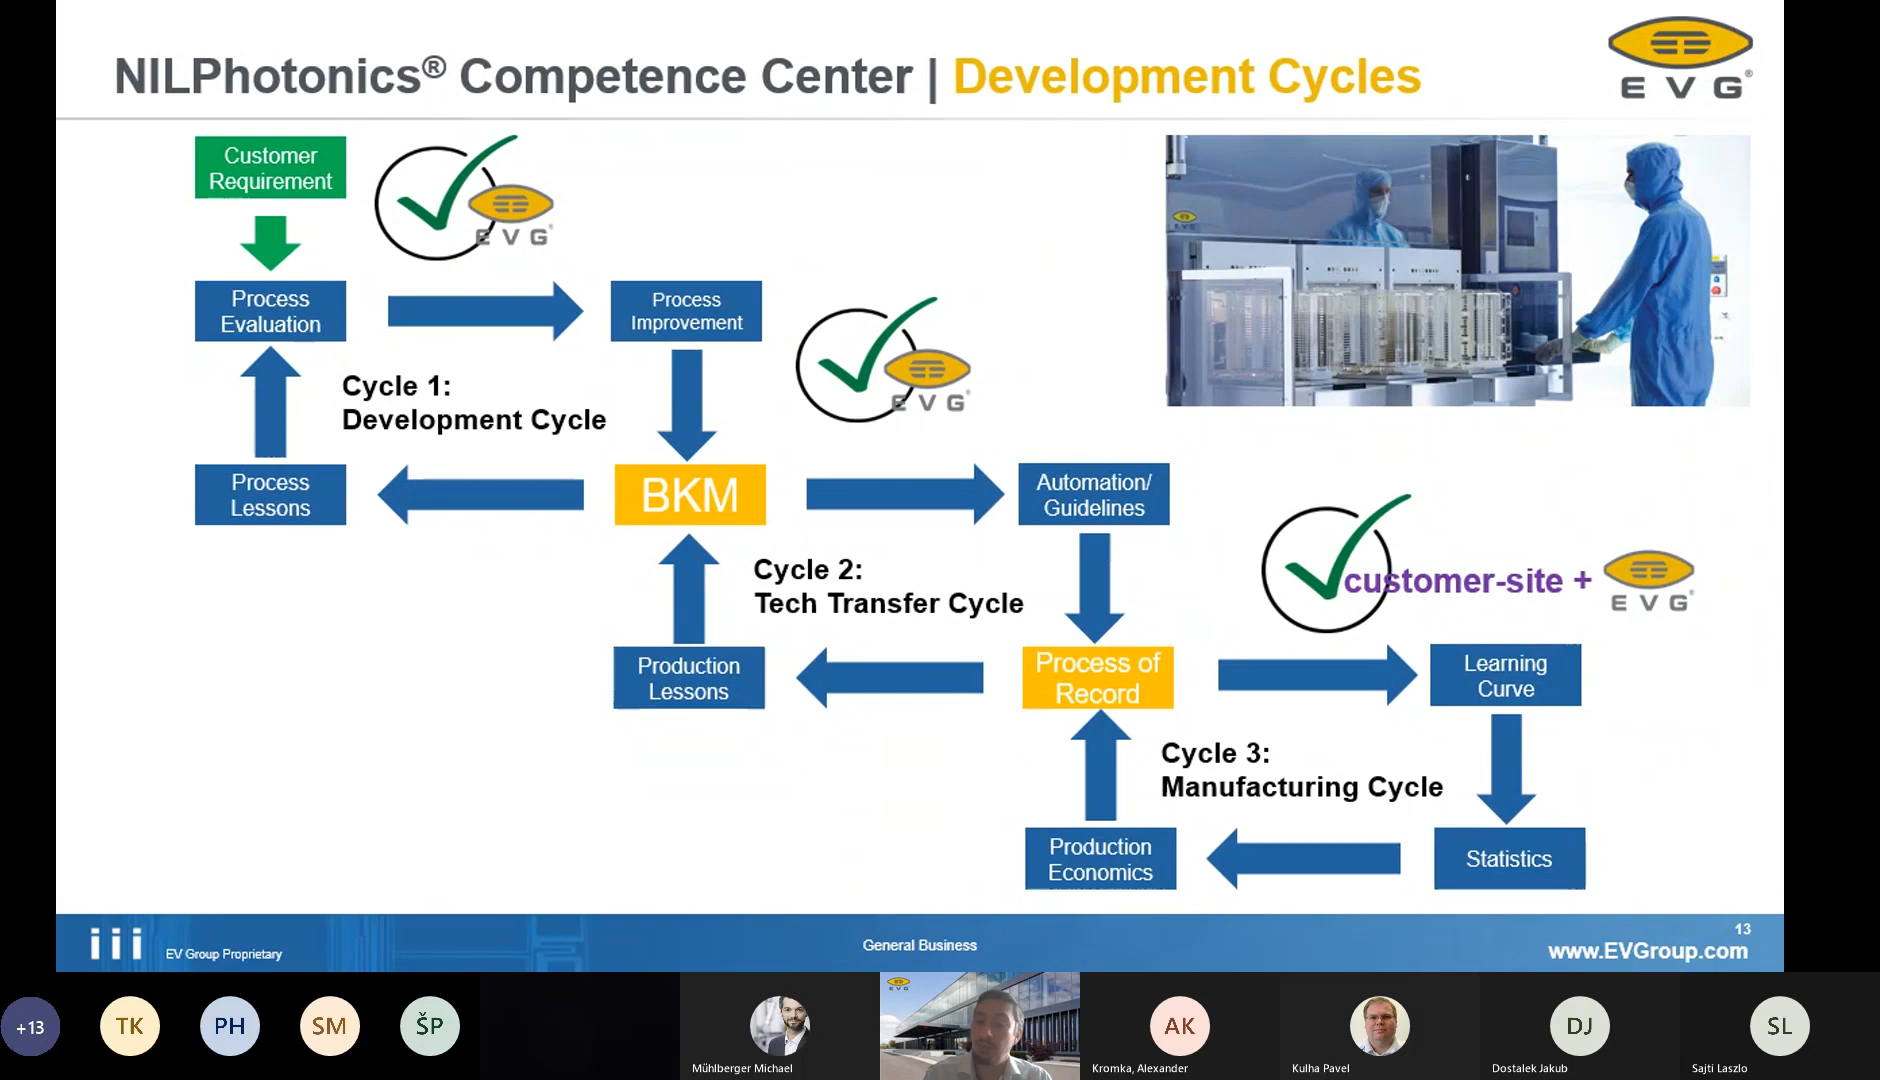 NILPhotonics® Competence Center | Development Cycles
EVG®
Customer
Requirement
EVG®
Process
Evaluation
Process
Improvement
EVG®
Cycle 1:
Development Cycle
Process
Lessons
BKM
Automation/
Guidelines
Cycle 2:
Tech Transfer Cycle
customer-site +
EVG®
Production
Lessons
Process of
Record
Learning
Curve
Cycle 3:
Manufacturing Cycle
Production
Economics
Statistics
iii
EV Group Proprietary
General Business
13
www.EVGroup.com
+13
TK
PH
SM
ŠP
Mühlberger Michael
EVG
AK
Kromka, Alexander
Kulha Pavel
DJ
Dostalek Jakub
SL
Sajti Laszlo